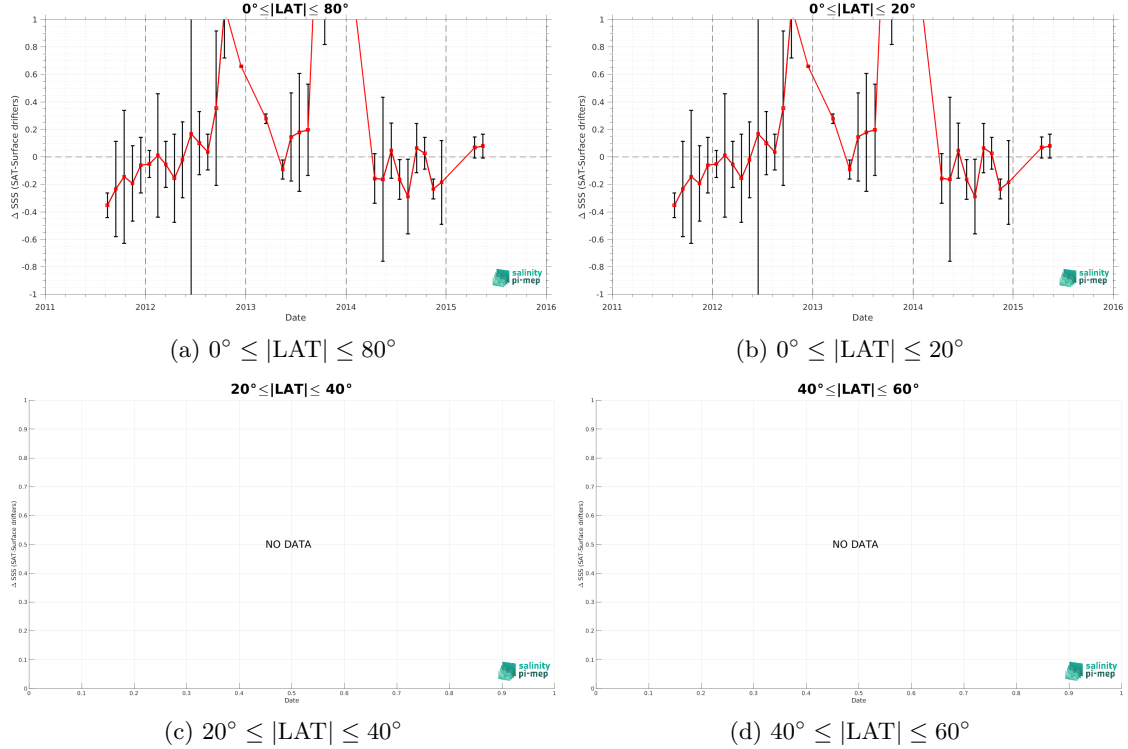 0°≤|LAT|≤ 80°
1
0.8
0.6
0.4
0.2
0
-0.2
-0.4
-0.6
-0.8
-1
Δ SSS (SAT-Surface drifters)
2011 2012 2013 2014 2015 2016
Date
salinity
pi-mep
(a) 0° ≤ |LAT| ≤ 80°
0°≤|LAT|≤ 20°
1
0.8
0.6
0.4
0.2
0
-0.2
-0.4
-0.6
-0.8
-1
Δ SSS (SAT-Surface drifters)
2011 2012 2013 2014 2015 2016
Date
salinity
pi-mep
(b) 0° ≤ |LAT| ≤ 20°
20°≤|LAT|≤ 40°
1
0.9
0.8
0.7
0.6
0.5
0.4
0.3
0.2
0.1
0
Δ SSS (SAT-Surface drifters)
NO DATA
0 0.1 0.2 0.3 0.4 0.5 0.6 0.7 0.8 0.9 1
Date
salinity
pi-mep
(c) 20° ≤ |LAT| ≤ 40°
40°≤|LAT|≤ 60°
1
0.9
0.8
0.7
0.6
0.5
0.4
0.3
0.2
0.1
0
Δ SSS (SAT-Surface drifters)
NO DATA
0 0.1 0.2 0.3 0.4 0.5 0.6 0.7 0.8 0.9 1
Date
salinity
pi-mep
(d) 40° ≤ |LAT| ≤ 60°